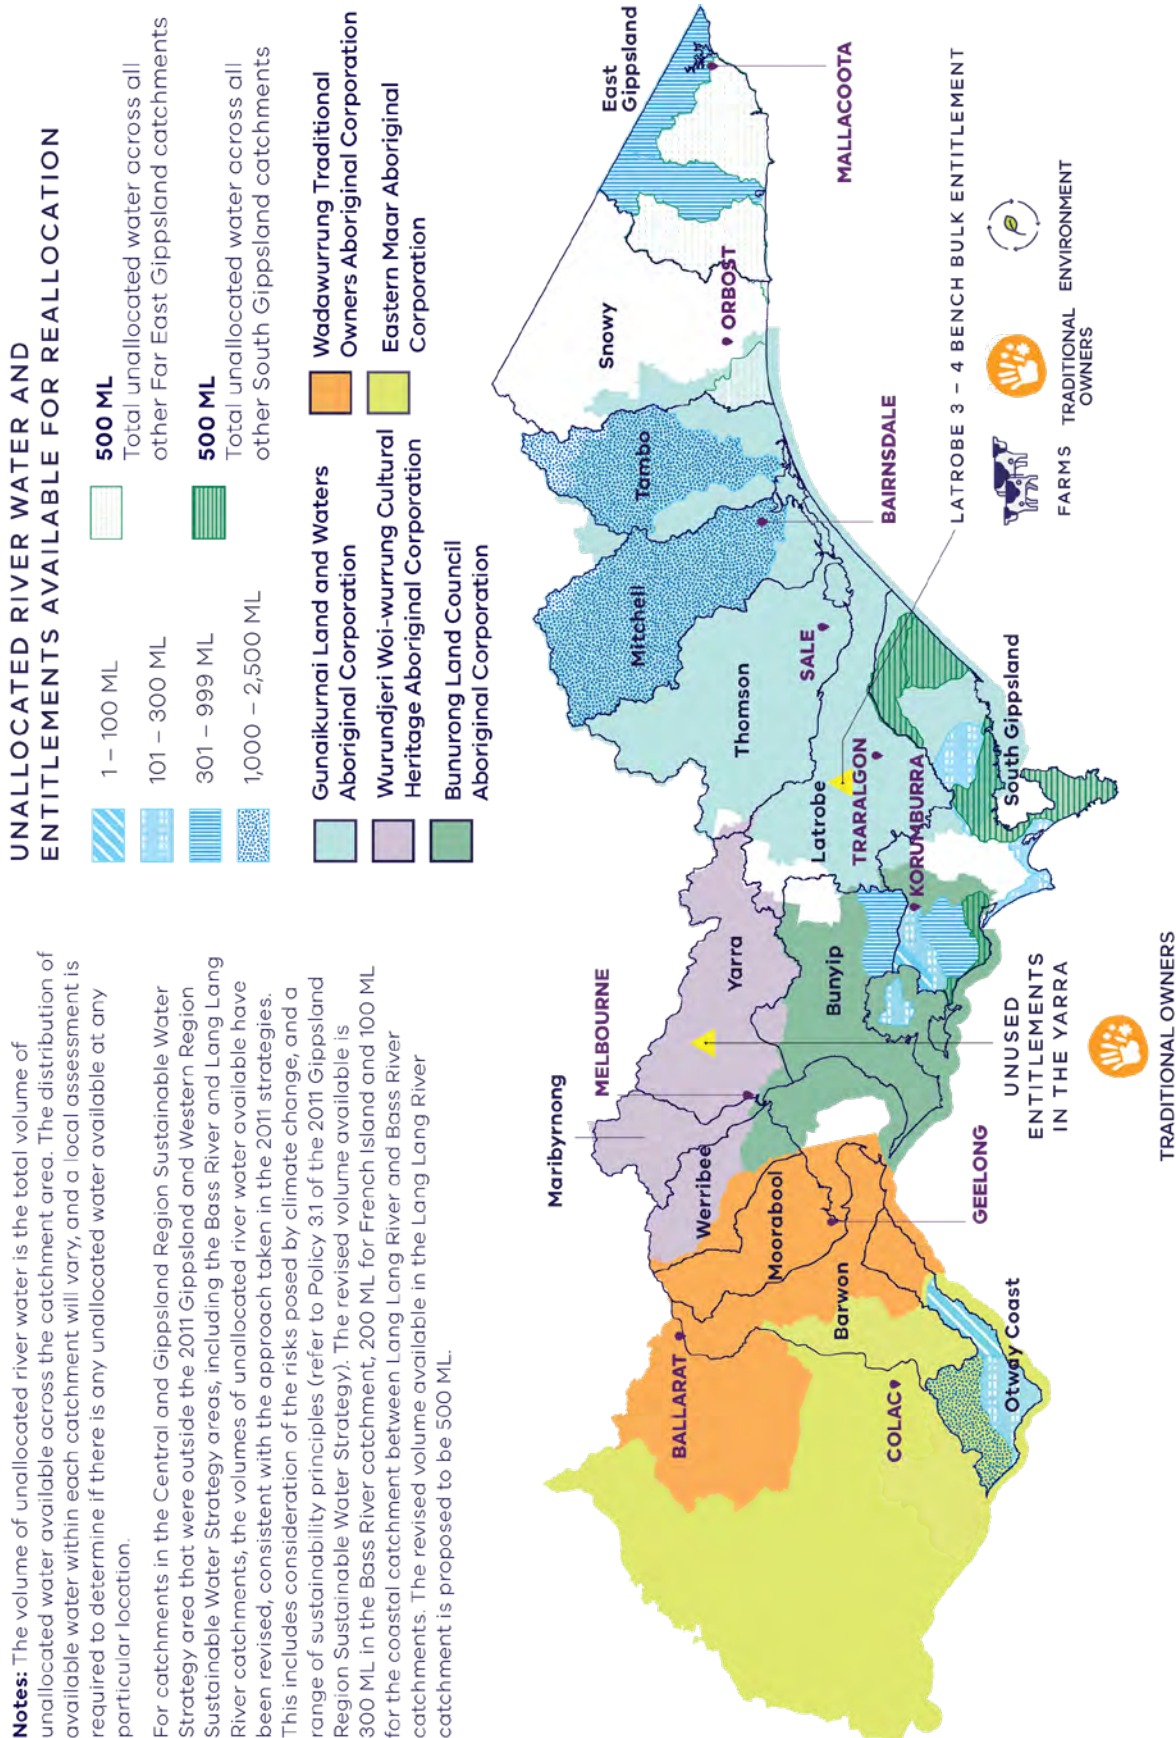 UNALLOCATED RIVER WATER AND
ENTITLEMENTS AVAILABLE FOR REALLOCATION
1 – 100 ML
101 – 300 ML
301 – 999 ML
1,000 – 2,500 ML
500 ML
Total unallocated water across all
other Far East Gippsland catchments
500 ML
Total unallocated water across all
other South Gippsland catchments
Gunaikurnai Land and Waters
Aboriginal Corporation
Wurundjeri Woi-wurrung Cultural
Heritage Aboriginal Corporation
Bunurong Land Council
Aboriginal Corporation
Wadawurrung Traditional
Owners Aboriginal Corporation
Eastern Maar Aboriginal
Corporation
Notes: The volume of unallocated river water is the total volume of
unallocated water available across the catchment area. The distribution of
available water within each catchment will vary, and a local assessment is
required to determine if there is any unallocated water available at any
particular location.
For catchments in the Central and Gippsland Region Sustainable Water
Strategy area that were outside the 2011 Gippsland and Western Region
Sustainable Water Strategy areas, including the Bass River and Lang Lang
River catchments, the volumes of unallocated river water available have
been revised, consistent with the approach taken in the 2011 strategies.
This includes consideration of the risks posed by climate change, and a
range of sustainability principles (refer to Policy 3.1 of the 2011 Gippsland
Region Sustainable Water Strategy). The revised volume available is
300 ML in the Bass River catchment, 200 ML for French Island and 100 ML
for the coastal catchment between Lang Lang River and Bass River
catchments. The revised volume available in the Lang Lang River
catchment is proposed to be 500 ML.
Maribyrnong
MELBOURNE
Werribee
Yarra
BALLARAT
Moorabool
Barwon
COLAC
Otway Coast
GEELONG
Bunyip
UNUSED
ENTITLEMENTS
IN THE YARRA
TRADITIONAL OWNERS
Latrobe
TRARALGON
KORUMBURRA
South Gippsland
Thomson
SALE
Mitchell
Tambo
BAIRNSDALE
Snowy
ORBOST
East
Gippsland
MALLACOOTA
LATROBE 3 – 4 BENCH BULK ENTITLEMENT
FARMS
TRADITIONAL
OWNERS
ENVIRONMENT